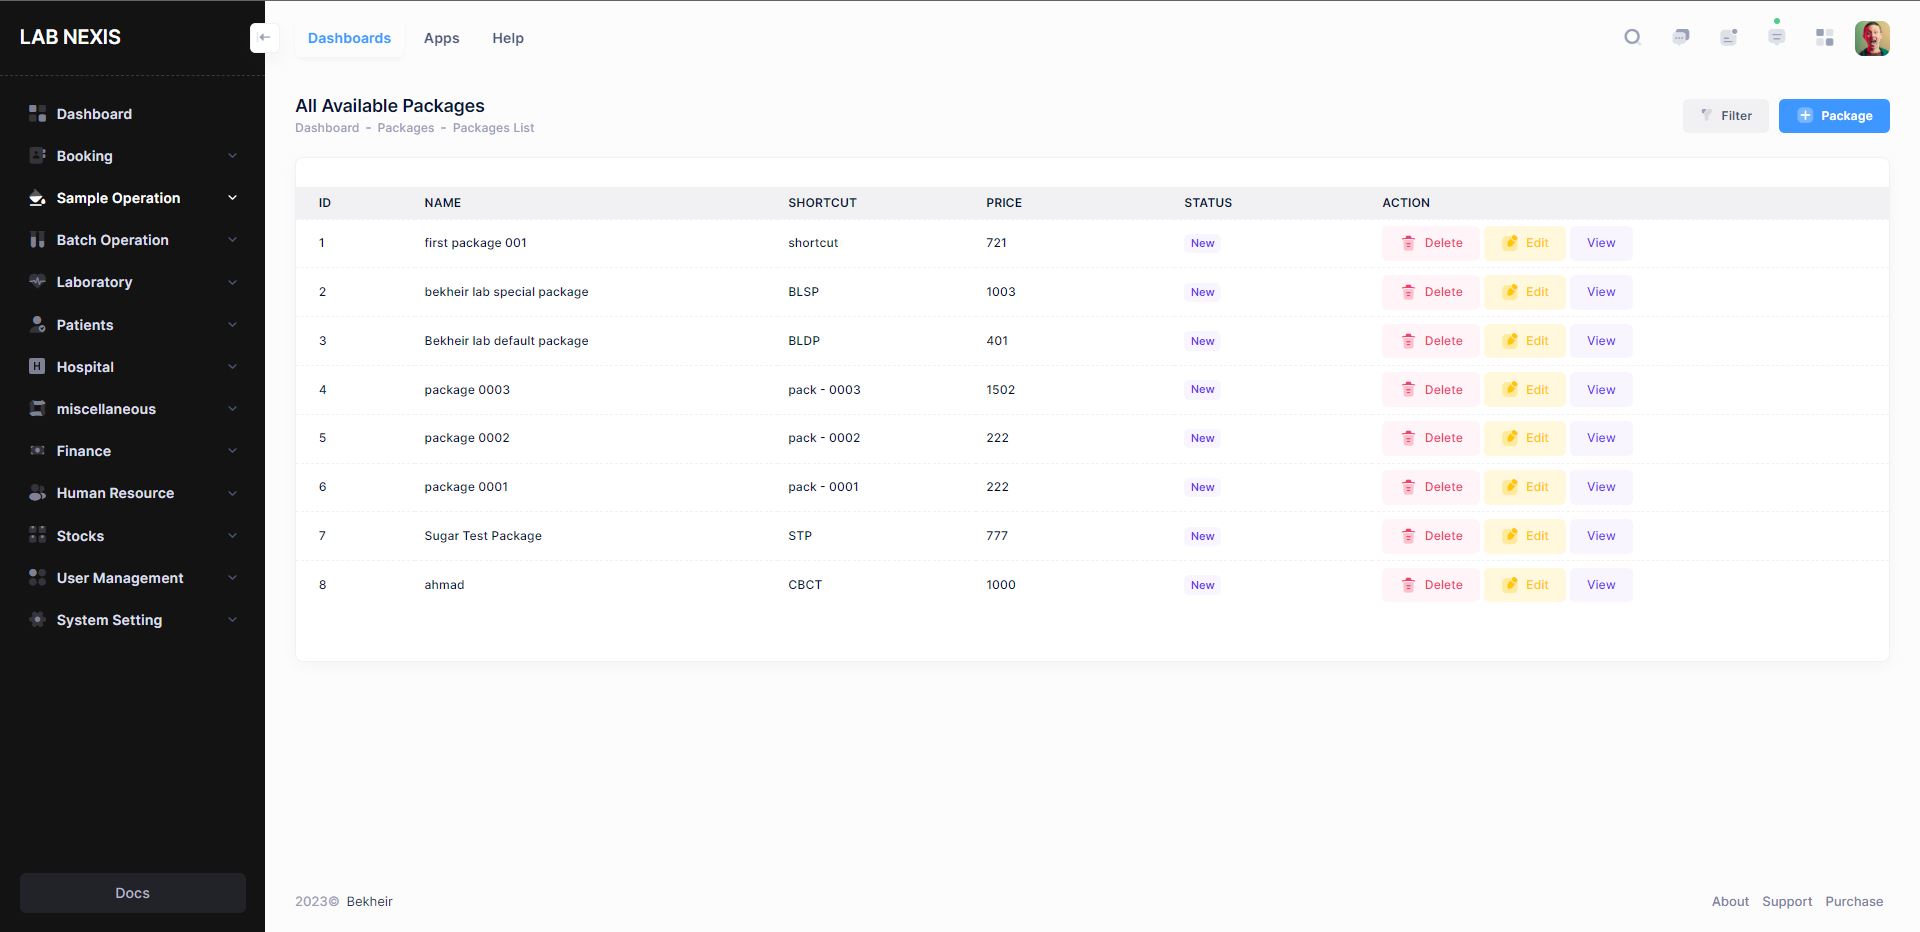 LAB NEXIS
Dashboards Apps Help
Dashboard
Booking
Sample Operation
Batch Operation
Laboratory
Patients
Hospital
miscellaneous
Finance
Human Resource
Stocks
User Management
System Setting
Docs
All Available Packages
Dashboard - Packages - Packages List
Filter
Package
ID NAME SHORTCUT PRICE STATUS ACTION
1 first package 001 shortcut 721 New Delete Edit View
2 bekheir lab special package BLSP 1003 New Delete Edit View
3 Bekheir lab default package BLDP 401 New Delete Edit View
4 package 0003 pack - 0003 1502 New Delete Edit View
5 package 0002 pack - 0002 222 New Delete Edit View
6 package 0001 pack - 0001 222 New Delete Edit View
7 Sugar Test Package STP 777 New Delete Edit View
8 ahmad CBCT 1000 New Delete Edit View
2023© Bekheir
About Support Purchase